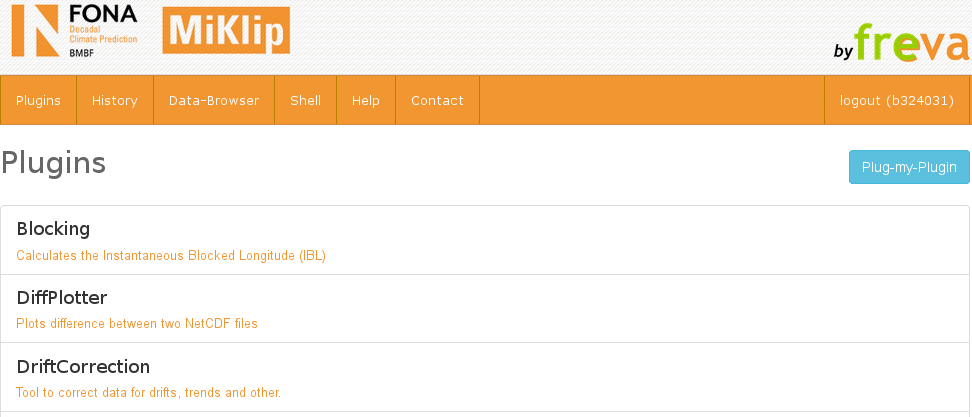 FONA
Decadal
Climate Prediction
BMBF
MiKlip
by freva
Plugins History Data-Browser Shell Help Contact logout (b324031)
Plugins
Plug-my-Plugin
Blocking
Calculates the Instantaneous Blocked Longitude (IBL)
DiffPlotter
Plots difference between two NetCDF files
DriftCorrection
Tool to correct data for drifts, trends and other.